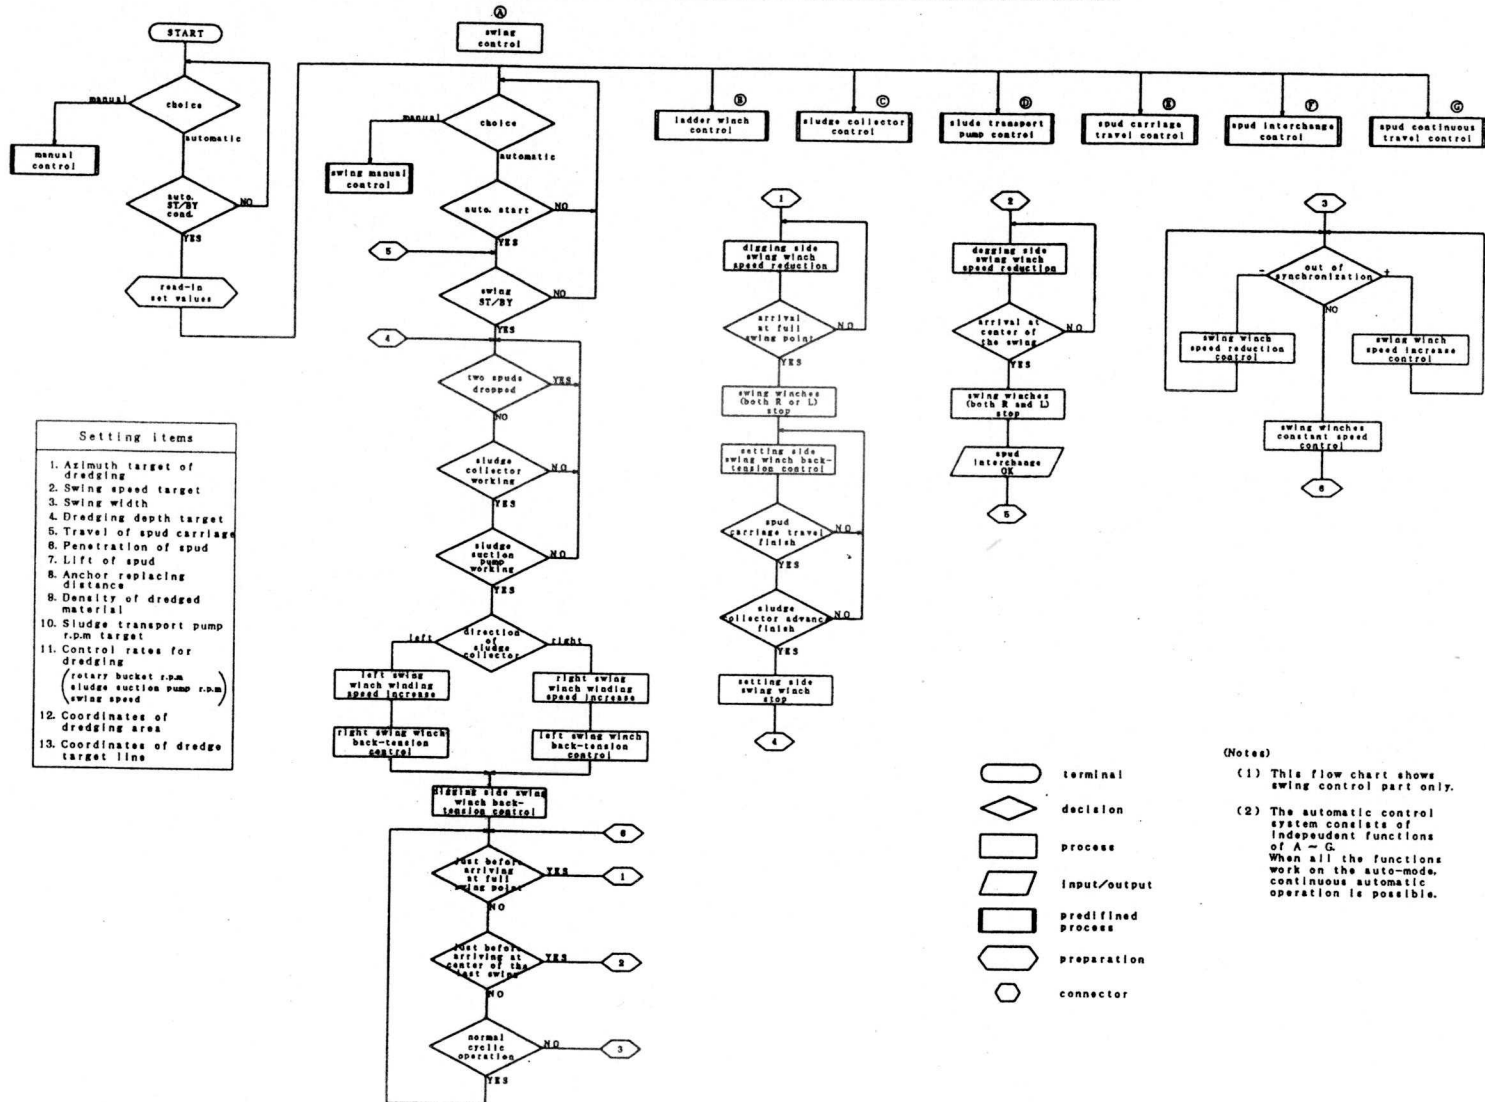 START
choice
manual
automatic
manual
control
auto.
ST/BY
cond.
NO
YES
read-in
set values
Ⓐ
swing
control
choice
manual
automatic
swing manual
control
auto. start
NO
YES
5
swing
ST/BY
NO
YES
4
two spuds
dropped
YES
NO
sludge
collector
working
NO
YES
sludge
suction
pump
working
NO
YES
direction
of
sludge
collector
left
right
left swing
winch winding
speed increase
right swing
winch winding
speed increase
right swing winch
back-tension
control
left swing winch
back-tension
control
digging side swing
winch back-
tension control
6
just before
arriving
at full
swing point
YES
1
NO
just before
arriving at
center of the
last swing
YES
2
NO
normal
cyclic
operation
NO
3
YES
Ⓑ
ladder winch
control
Ⓒ
sludge collector
control
Ⓓ
slude transport
pump control
Ⓔ
spud carriage
travel control
Ⓕ
spud interchange
control
Ⓖ
spud continuous
travel control
1
digging side
swing winch
speed reduction
arrival
at full
swing point
NO
YES
swing winches
(both R or L)
stop
setting side
swing winch back-
tension control
spud
carriage travel
finish
NO
YES
sludge
collector advance
finish
NO
YES
setting side
swing winch
stop
4
2
degging side
swing winch
speed reduction
arrival at
center of
the swing
NO
YES
swing winches
(both R and L)
stop
spud
interchange
OK
5
3
out of
synchronization
-
+
NO
swing winch
speed reduction
control
swing winch
speed increase
control
swing winches
constant speed
control
6
Setting items
1. Azimuth target of
dredging
2. Swing speed target
3. Swing width
4. Dredging depth target
5. Travel of spud carriage
6. Penetration of spud
7. Lift of spud
8. Anchor replacing
distance
9. Density of dredged
material
10. Sludge transport pump
r.p.m target
11. Control rates for
dredging
(rotary bucket r.p.m
sludge suction pump r.p.m
swing speed)
12. Coordinates of
dredging area
13. Coordinates of dredge
target line
terminal
decision
process
input/output
predifined
process
preparation
connector
(Notes)
(1) This flow chart shows
swing control part only.
(2) The automatic control
system consists of
indepeudent functions
of A ~ G.
When all the functions
work on the auto-mode,
continuous automatic
operation is possible.